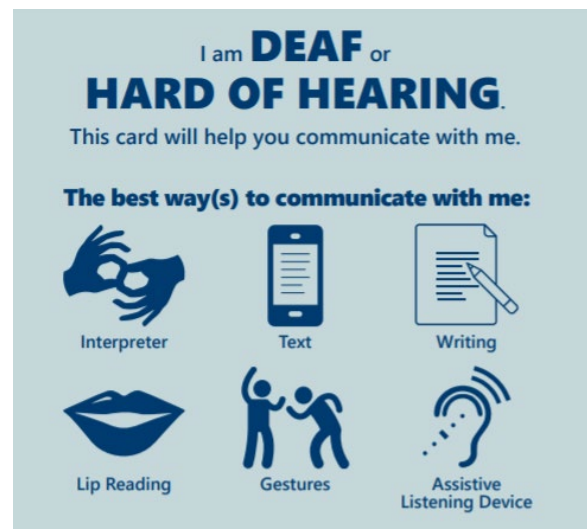 I am DEAF or
HARD OF HEARING.
This card will help you communicate with me.
The best way(s) to communicate with me:
Interpreter
Text
Writing
Lip Reading
Gestures
Assistive
Listening Device